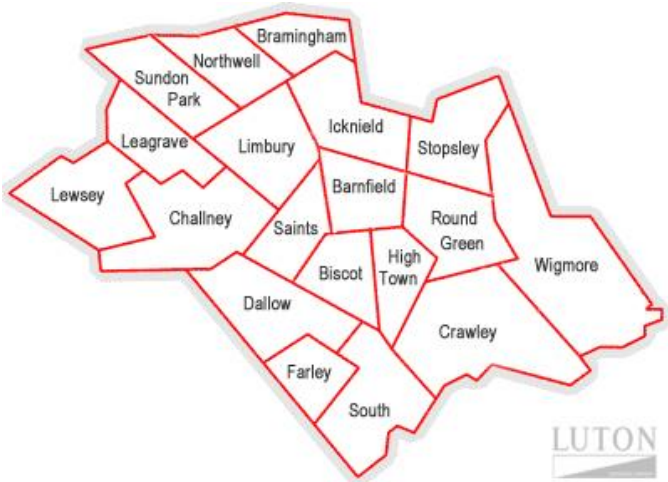 Bramingham
Northwell
Sundon
Park
Icknield
Leagrave
Limbury
Stopsley
Lewsey
Barnfield
Challney
Saints
Round
Green
High
Town
Biscot
Wigmore
Dallow
Crawley
Farley
South
LUTON